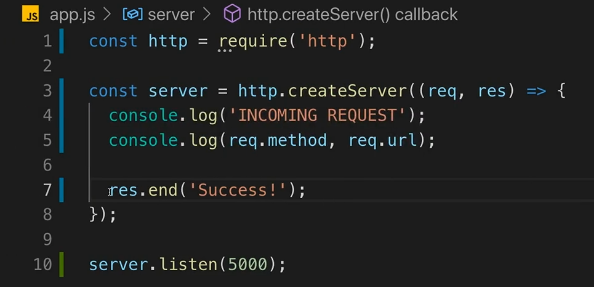 JS app.js > server > http.createServer() callback
1 const http = require('http');
2
3 const server = http.createServer((req, res) => {
4 console.log('INCOMING REQUEST');
5 console.log(req.method, req.url);
6
7 res.end('Success!');
8 });
9
10 server.listen(5000);